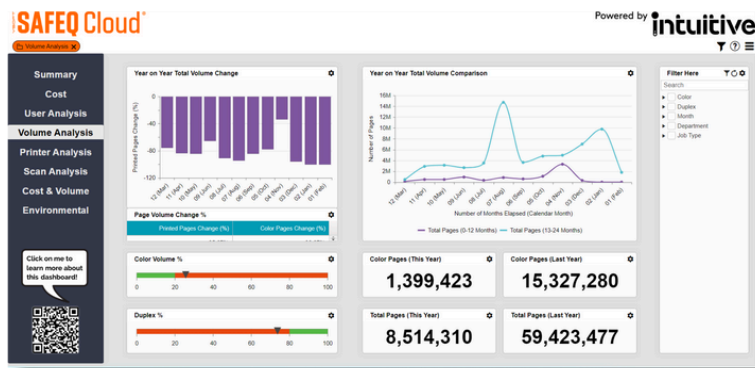 SAFEQ Cloud
Powered by intuitive
Volume Analysis
Summary
Cost
User Analysis
Volume Analysis
Printer Analysis
Scan Analysis
Cost & Volume
Environmental
Click on me to
learn more about
this dashboard!
Year on Year Total Volume Change
Printed Pages Change (%)
0
-40
-80
-120
12 (Mar)
11 (Apr)
10 (May)
09 (Jun)
08 (Jul)
07 (Aug)
06 (Sep)
05 (Oct)
04 (Nov)
03 (Dec)
02 (Jan)
01 (Feb)
Page Volume Change %
Printed Pages Change (%)
Color Pages Change (%)
Color Volume %
0 20 40 60 80 100
Duplex %
0 20 40 60 80 100
Year on Year Total Volume Comparison
Number of Pages
16M
14M
12M
10M
8M
6M
4M
2M
0
12 (Mar)
11 (Apr)
10 (May)
09 (Jun)
08 (Jul)
07 (Aug)
06 (Sep)
05 (Oct)
04 (Nov)
03 (Dec)
02 (Jan)
01 (Feb)
Number of Months Elapsed (Calendar Month)
Total Pages (0-12 Months)
Total Pages (13-24 Months)
Color Pages (This Year)
1,399,423
Color Pages (Last Year)
15,327,280
Total Pages (This Year)
8,514,310
Total Pages (Last Year)
59,423,477
Filter Here
Search
Color
Duplex
Month
Department
Job Type